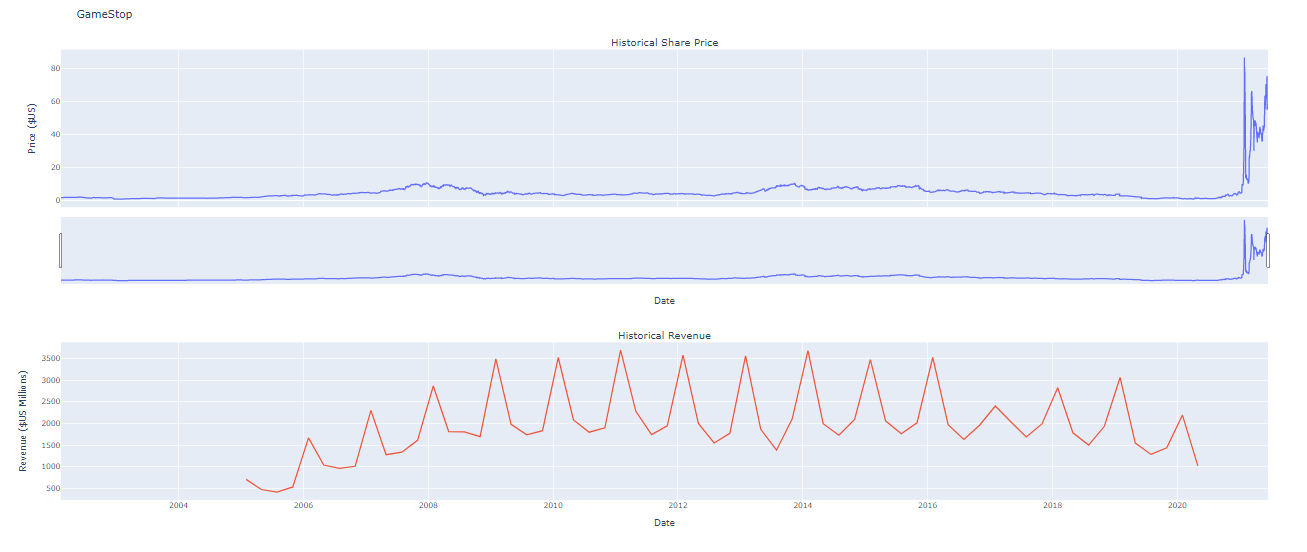 GameStop
Historical Share Price
Price ($US)
80
60
40
20
0
2004 2006 2008 2010 2012 2014 2016 2018 2020
Date
Historical Revenue
Revenue ($US Millions)
3500
3000
2500
2000
1500
1000
500
Date